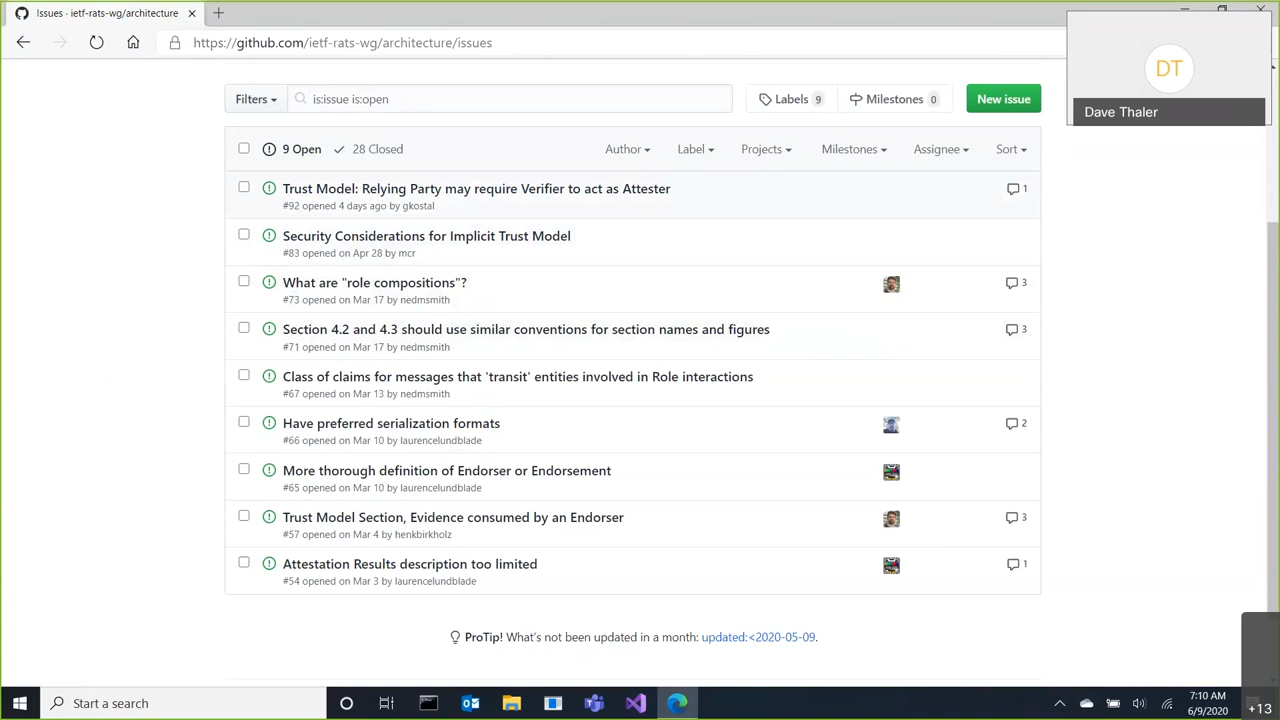 Issues · ietf-rats-wg/architecture
https://github.com/ietf-rats-wg/architecture/issues
DT
Dave Thaler
Filters
is:issue is:open
Labels 9
Milestones 0
New issue
9 Open
28 Closed
Author
Label
Projects
Milestones
Assignee
Sort
Trust Model: Relying Party may require Verifier to act as Attester
1
#92 opened 4 days ago by gkostal
Security Considerations for Implicit Trust Model
#83 opened on Apr 28 by mcr
What are "role compositions"?
3
#73 opened on Mar 17 by nedmsmith
Section 4.2 and 4.3 should use similar conventions for section names and figures
3
#71 opened on Mar 17 by nedmsmith
Class of claims for messages that 'transit' entities involved in Role interactions
#67 opened on Mar 13 by nedmsmith
Have preferred serialization formats
2
#66 opened on Mar 10 by laurencelundblade
More thorough definition of Endorser or Endorsement
#65 opened on Mar 10 by laurencelundblade
Trust Model Section, Evidence consumed by an Endorser
3
#57 opened on Mar 4 by henkbirkholz
Attestation Results description too limited
1
#54 opened on Mar 3 by laurencelundblade
ProTip! What's not been updated in a month: updated:<2020-05-09.
Start a search
7:10 AM
6/9/2020
+13